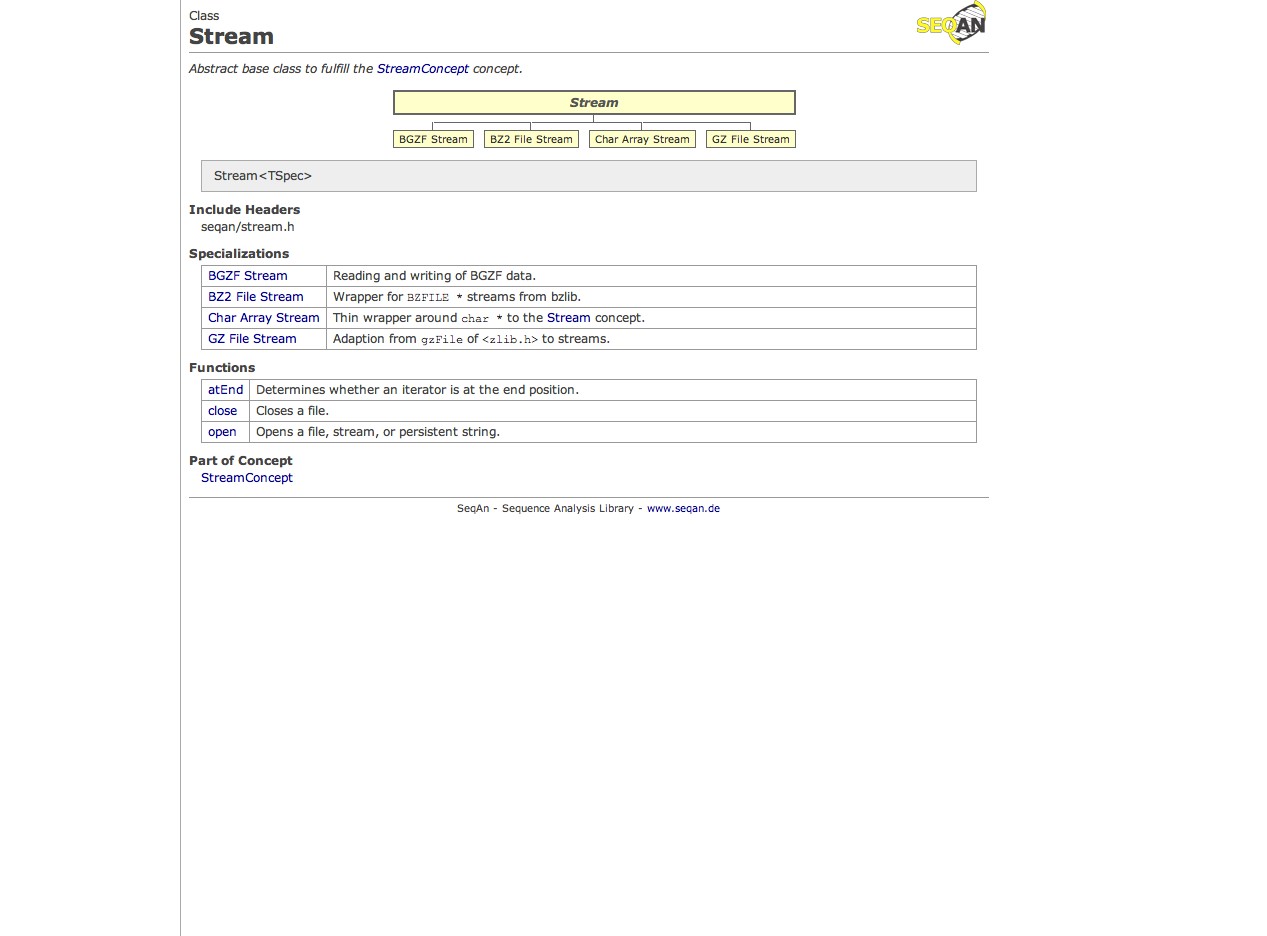 Class
SEQAN
Stream
Abstract base class to fulfill the StreamConcept concept.
Stream
BGZF Stream BZ2 File Stream Char Array Stream GZ File Stream
Stream<TSpec>
Include Headers
seqan/stream.h
Specializations
BGZF Stream Reading and writing of BGZF data.
BZ2 File Stream Wrapper for BZFILE * streams from bzlib.
Char Array Stream Thin wrapper around char * to the Stream concept.
GZ File Stream Adaption from gzFile of <zlib.h> to streams.
Functions
atEnd Determines whether an iterator is at the end position.
close Closes a file.
open Opens a file, stream, or persistent string.
Part of Concept
StreamConcept
SeqAn - Sequence Analysis Library - www.seqan.de